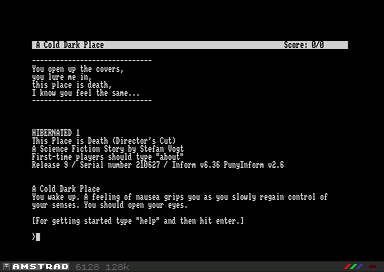 A Cold Dark Place Score: 0/0
------------------------------
You open up the covers,
you lure me in,
this place is death,
I know you feel the same...
------------------------------
HIBERNATED 1
This Place is Death (Director's Cut)
A Science Fiction Story by Stefan Vogt
First-time players should type "about"
Release 9 / Serial number 210627 / Inform v6.36 PunyInform v2.6
A Cold Dark Place
You wake up. A feeling of nausea grips you as you slowly regain control of
your senses. You should open your eyes.
[For getting started type "help" and then hit enter.]
>
AMSTRAD 6128 128k